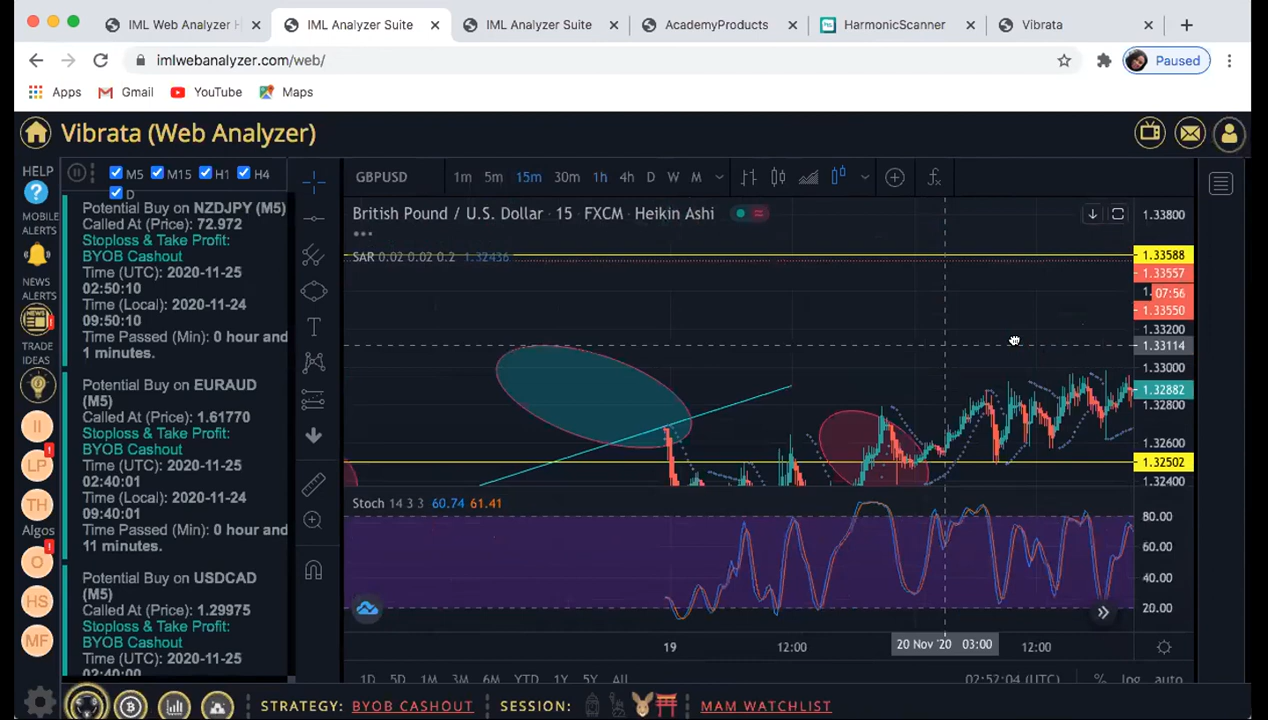 IML Web Analyzer H
IML Analyzer Suite
IML Analyzer Suite
AcademyProducts
HarmonicScanner
Vibrata
imlwebanalyzer.com/web/
Paused
Apps
Gmail
YouTube
Maps
Vibrata (Web Analyzer)
HELP
MOBILE
ALERTS
NEWS
ALERTS
TRADE
IDEAS
II
LP
TH
Algos
O
HS
MF
M5
M15
H1
H4
D
Potential Buy on NZDJPY (M5)
Called At (Price): 72.972
Stoploss & Take Profit:
BYOB Cashout
Time (UTC): 2020-11-25
02:50:10
Time (Local): 2020-11-24
09:50:10
Time Passed (Min): 0 hour and
1 minutes.
Potential Buy on EURAUD
(M5)
Called At (Price): 1.61770
Stoploss & Take Profit:
BYOB Cashout
Time (UTC): 2020-11-25
02:40:01
Time (Local): 2020-11-24
09:40:01
Time Passed (Min): 0 hour and
11 minutes.
Potential Buy on USDCAD
(M5)
Called At (Price): 1.29975
Stoploss & Take Profit:
BYOB Cashout
Time (UTC): 2020-11-25
02:40:00
GBPUSD
1m 5m 15m 30m 1h 4h D W M
British Pound / U.S. Dollar · 15 · FXCM · Heikin Ashi
SAR 0.02 0.02 0.2 1.32436
1.33800
1.33588
1.33557
07:56
1.33550
1.33200
1.33114
1.33000
1.32882
1.32800
1.32600
1.32502
1.32400
Stoch 14 3 3 60.74 61.41
80.00
60.00
40.00
20.00
19
12:00
20 Nov '20 03:00
12:00
1D 5D 1M 3M 6M YTD 1Y 5Y All
02:52:04 (UTC)
% log auto
STRATEGY: BYOB CASHOUT
SESSION:
MAM WATCHLIST